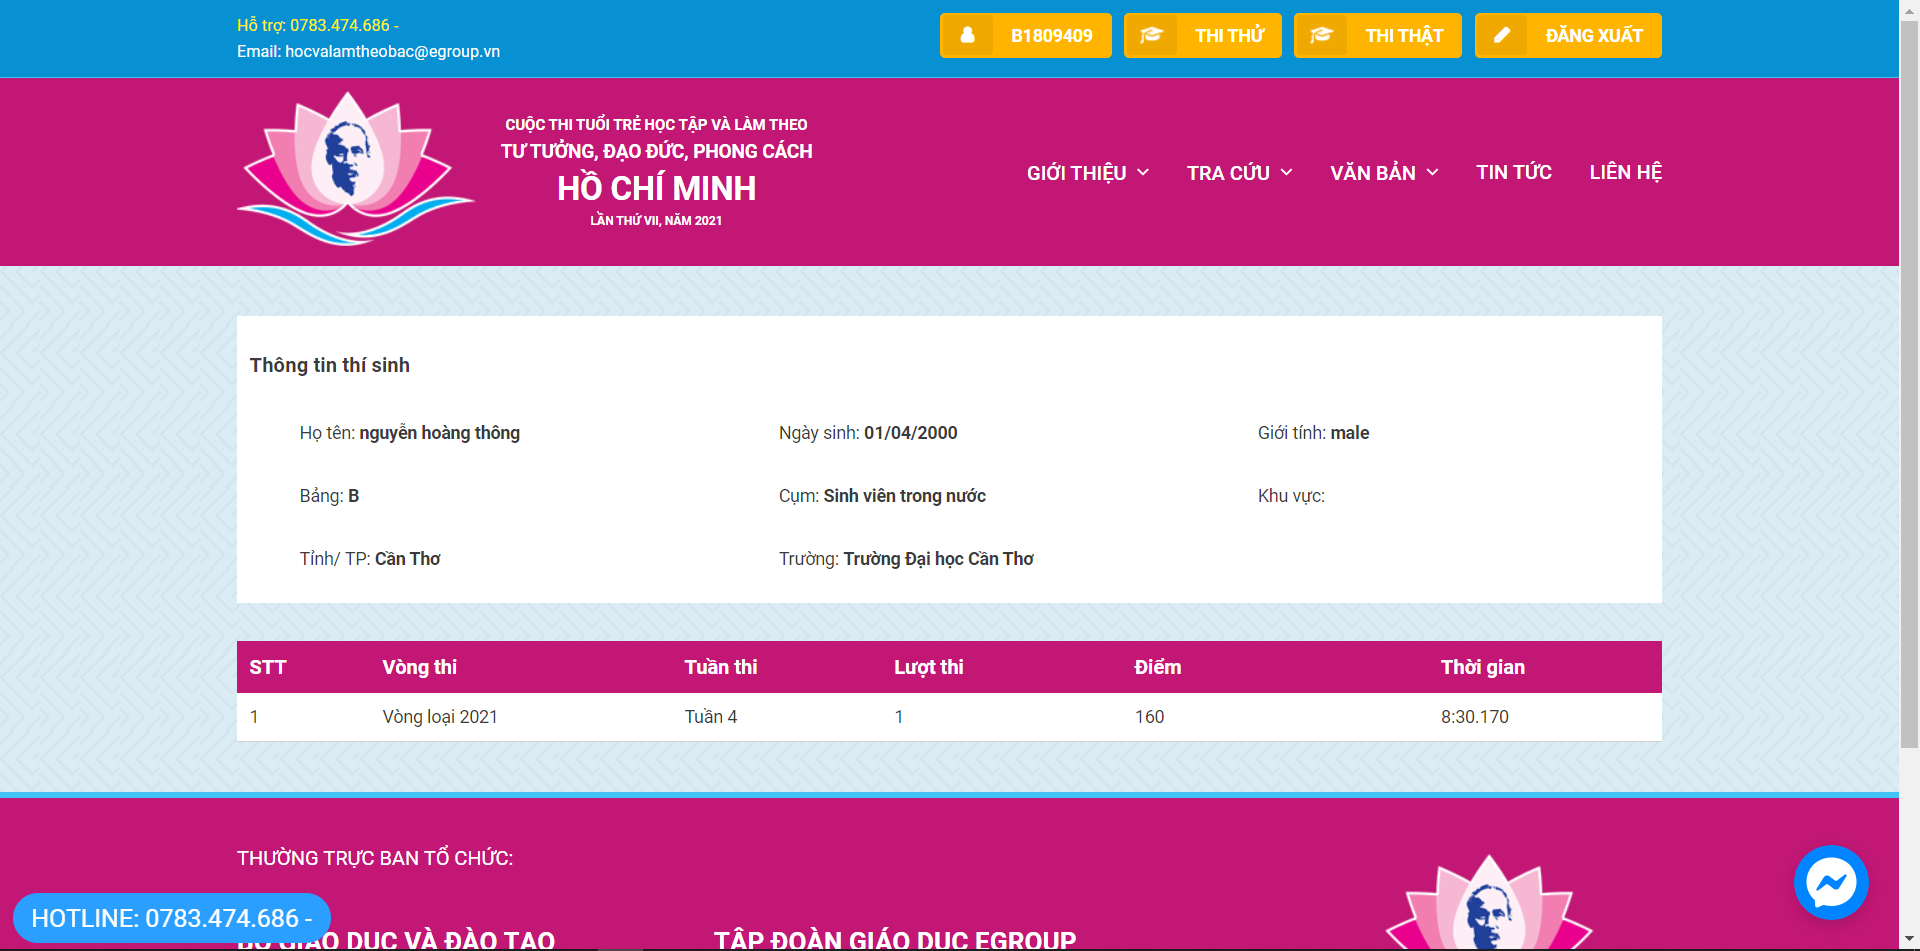 Hỗ trợ: 0783.474.686 -
Email: hocvalamtheobac@egroup.vn
B1809409
THI THỬ
THI THẬT
ĐĂNG XUẤT
CUỘC THI TUỔI TRẺ HỌC TẬP VÀ LÀM THEO
TƯ TƯỞNG, ĐẠO ĐỨC, PHONG CÁCH
HỒ CHÍ MINH
LẦN THỨ VII, NĂM 2021
GIỚI THIỆU
TRA CỨU
VĂN BẢN
TIN TỨC
LIÊN HỆ
Thông tin thí sinh
Họ tên: nguyễn hoàng thông
Ngày sinh: 01/04/2000
Giới tính: male
Bảng: B
Cụm: Sinh viên trong nước
Khu vực:
Tỉnh/ TP: Cần Thơ
Trường: Trường Đại học Cần Thơ
STT Vòng thi Tuần thi Lượt thi Điểm Thời gian
1 Vòng loại 2021 Tuần 4 1 160 8:30.170
THƯỜNG TRỰC BAN TỔ CHỨC:
HOTLINE: 0783.474.686 -
BỘ GIÁO DỤC VÀ ĐÀO TẠO
TẬP ĐOÀN GIÁO DỤC EGROUP